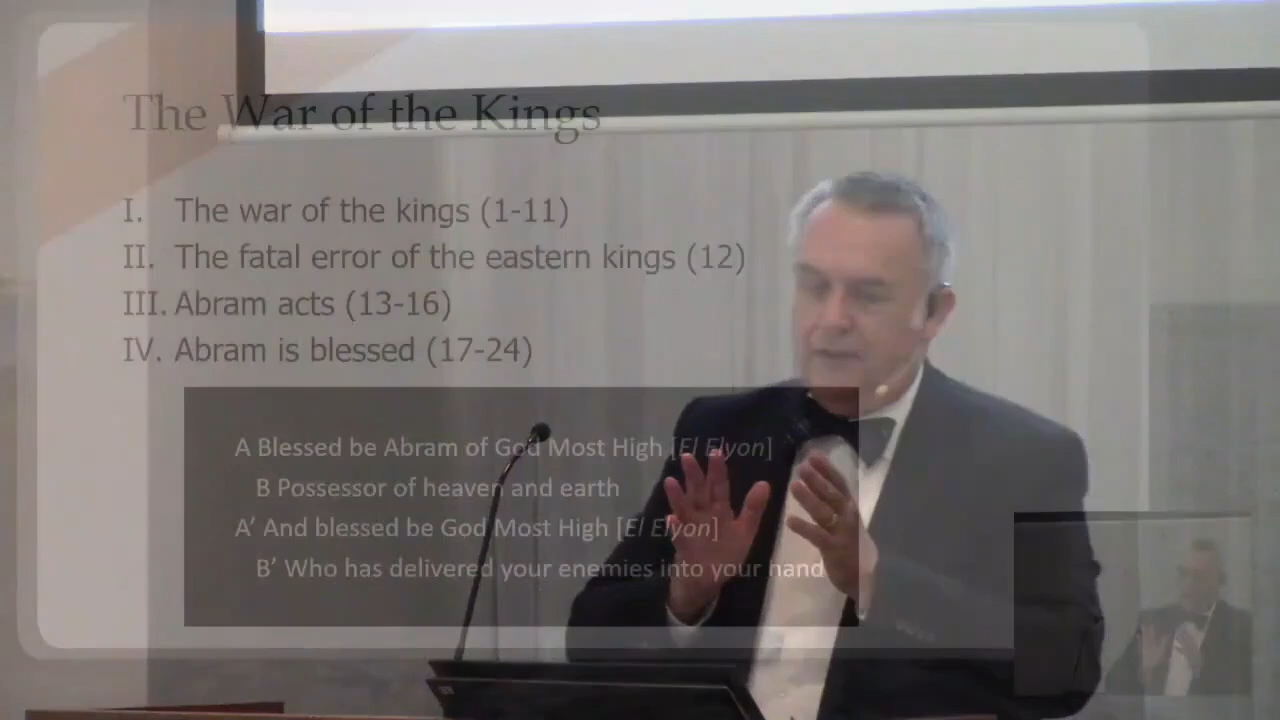 The War of the Kings
I. The war of the kings (1-11)
II. The fatal error of the eastern kings (12)
III. Abram acts (13-16)
IV. Abram is blessed (17-24)
A Blessed be Abram of God Most High [El Elyon]
B Possessor of heaven and earth
A’ And blessed be God Most High [El Elyon]
B’ Who has delivered your enemies into your hand